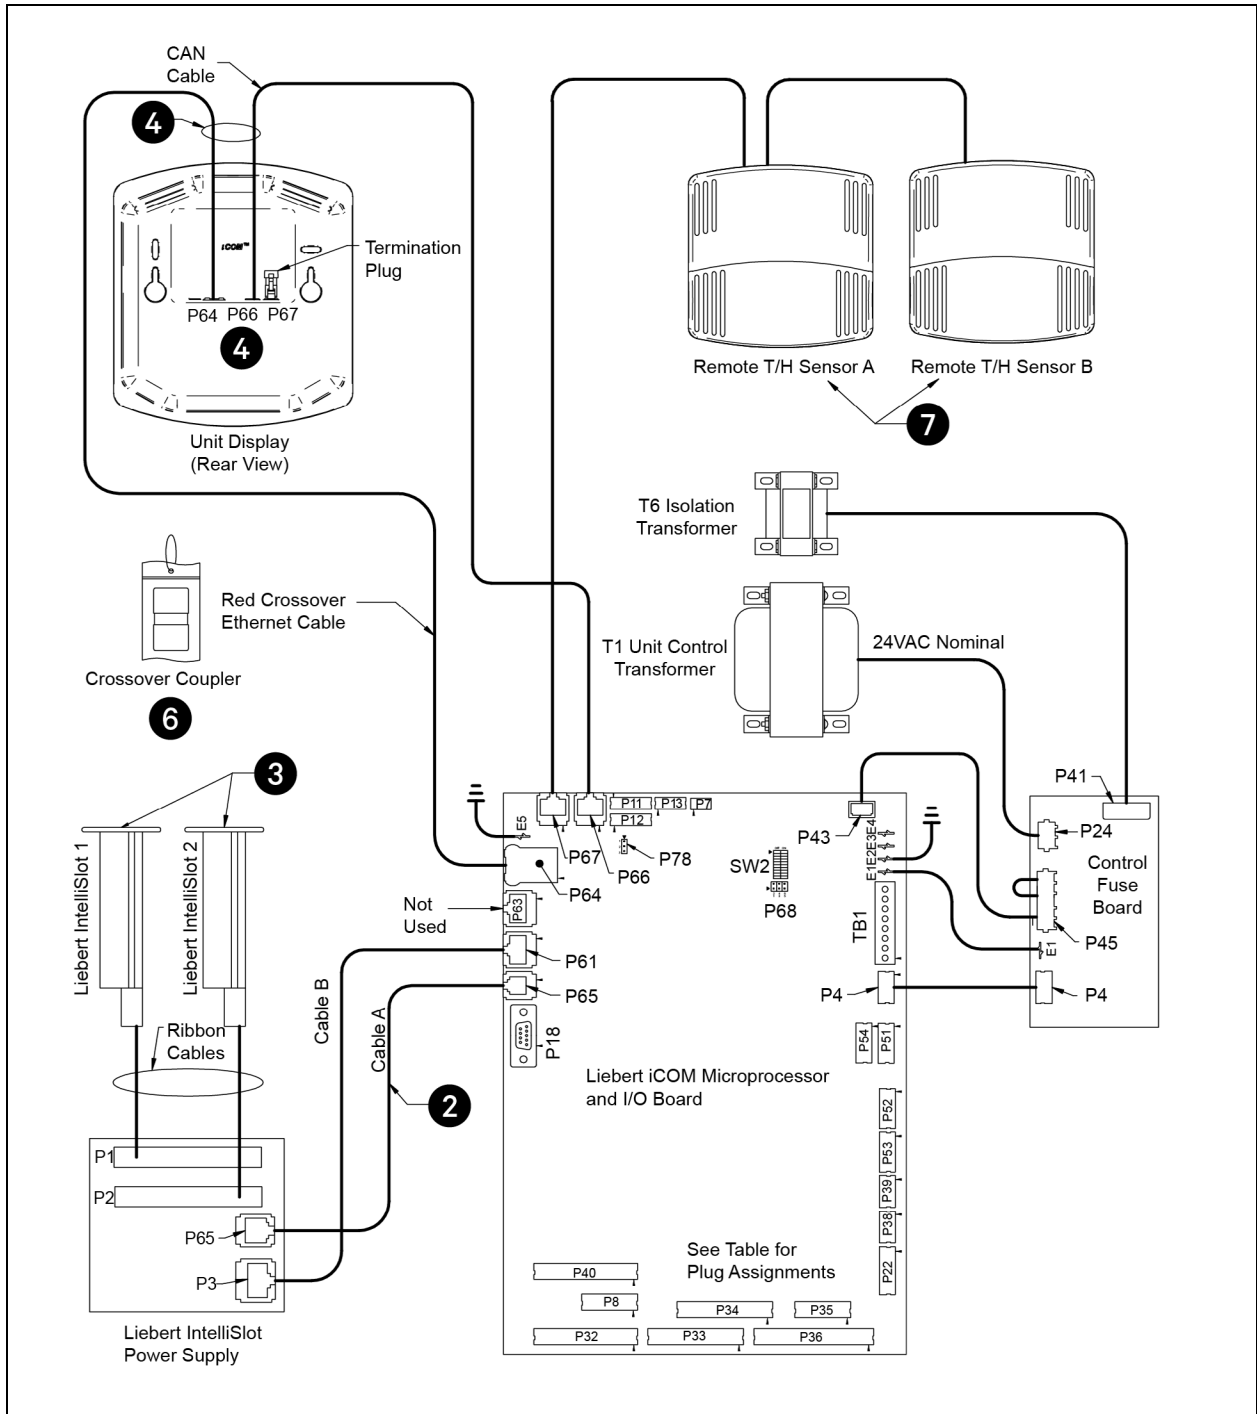 CAN
Cable
4
iCOM™
Termination
Plug
P64 P66 P67
4
Unit Display
(Rear View)
Remote T/H Sensor A
Remote T/H Sensor B
7
T6 Isolation
Transformer
Red Crossover
Ethernet Cable
Crossover Coupler
6
T1 Unit Control
Transformer
24VAC Nominal
3
Liebert IntelliSlot 1
Liebert IntelliSlot 2
Ribbon
Cables
P1
P2
P65
P3
Liebert IntelliSlot
Power Supply
Cable B
Cable A
2
Not
Used
E5
P67
P66
P64
P63
P61
P65
P18
P11
P13
P7
P12
P78
SW2
P68
P43
E1E2E3E4
TB1
P4
P54
P51
Liebert iCOM Microprocessor
and I/O Board
P52
P53
P39
P38
P22
See Table for
Plug Assignments
P40
P8
P34
P35
P32
P33
P36
P41
P24
Control
Fuse
Board
P45
E1
P4